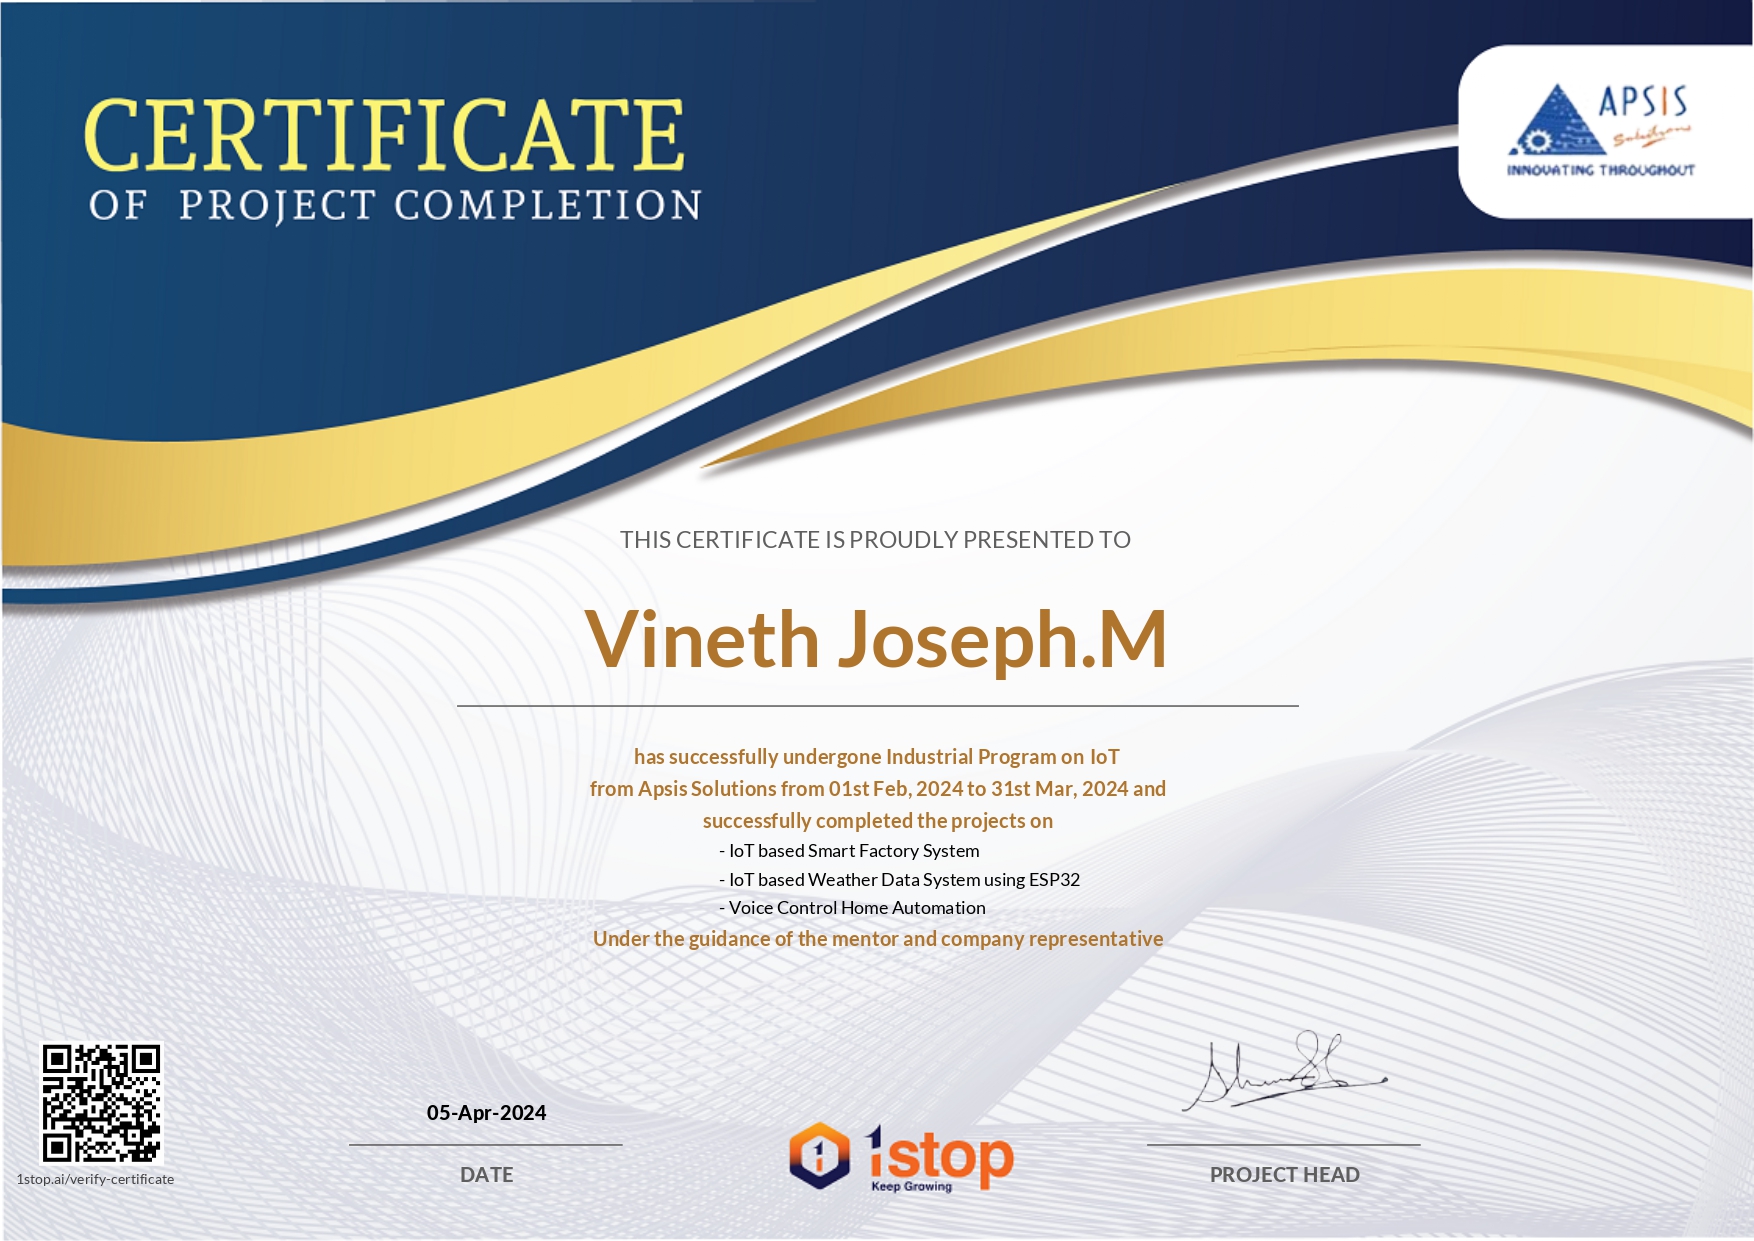 CERTIFICATE
OF PROJECT COMPLETION
APSIS
Solutions
INNOVATING THROUGHOUT
THIS CERTIFICATE IS PROUDLY PRESENTED TO
Vineth Joseph.M
has successfully undergone Industrial Program on IoT
from Apsis Solutions from 01st Feb, 2024 to 31st Mar, 2024 and
successfully completed the projects on
- IoT based Smart Factory System
- IoT based Weather Data System using ESP32
- Voice Control Home Automation
Under the guidance of the mentor and company representative
05-Apr-2024
DATE
1stop.ai/verify-certificate
1stop
Keep Growing
PROJECT HEAD